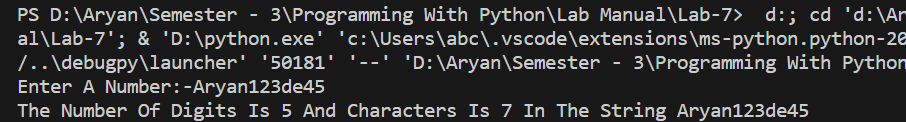 PS D:\Aryan\Semester - 3\Programming With Python\Lab Manual\Lab-7>  d:; cd 'd:\Ar
al\Lab-7'; & 'D:\python.exe' 'c:\Users\abc\.vscode\extensions\ms-python.python-20
/..\debugpy\launcher' '50181' '--' 'D:\Aryan\Semester - 3\Programming With Python
Enter A Number:-Aryan123de45
The Number Of Digits Is 5 And Characters Is 7 In The String Aryan123de45